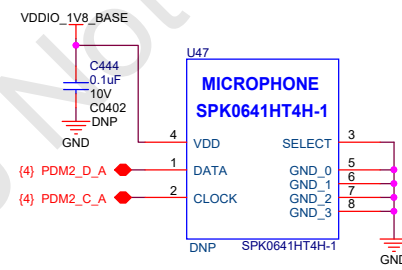 VDDIO_1V8_BASE
U47
C444
0.1uF
10V
C0402
DNP
GND
MICROPHONE
SPK0641HT4H-1
4 VDD SELECT 3
{4} PDM2_D_A 1 DATA GND_0 5
GND_1 6
{4} PDM2_C_A 2 CLOCK GND_2 7
GND_3 8
DNP SPK0641HT4H-1
GND